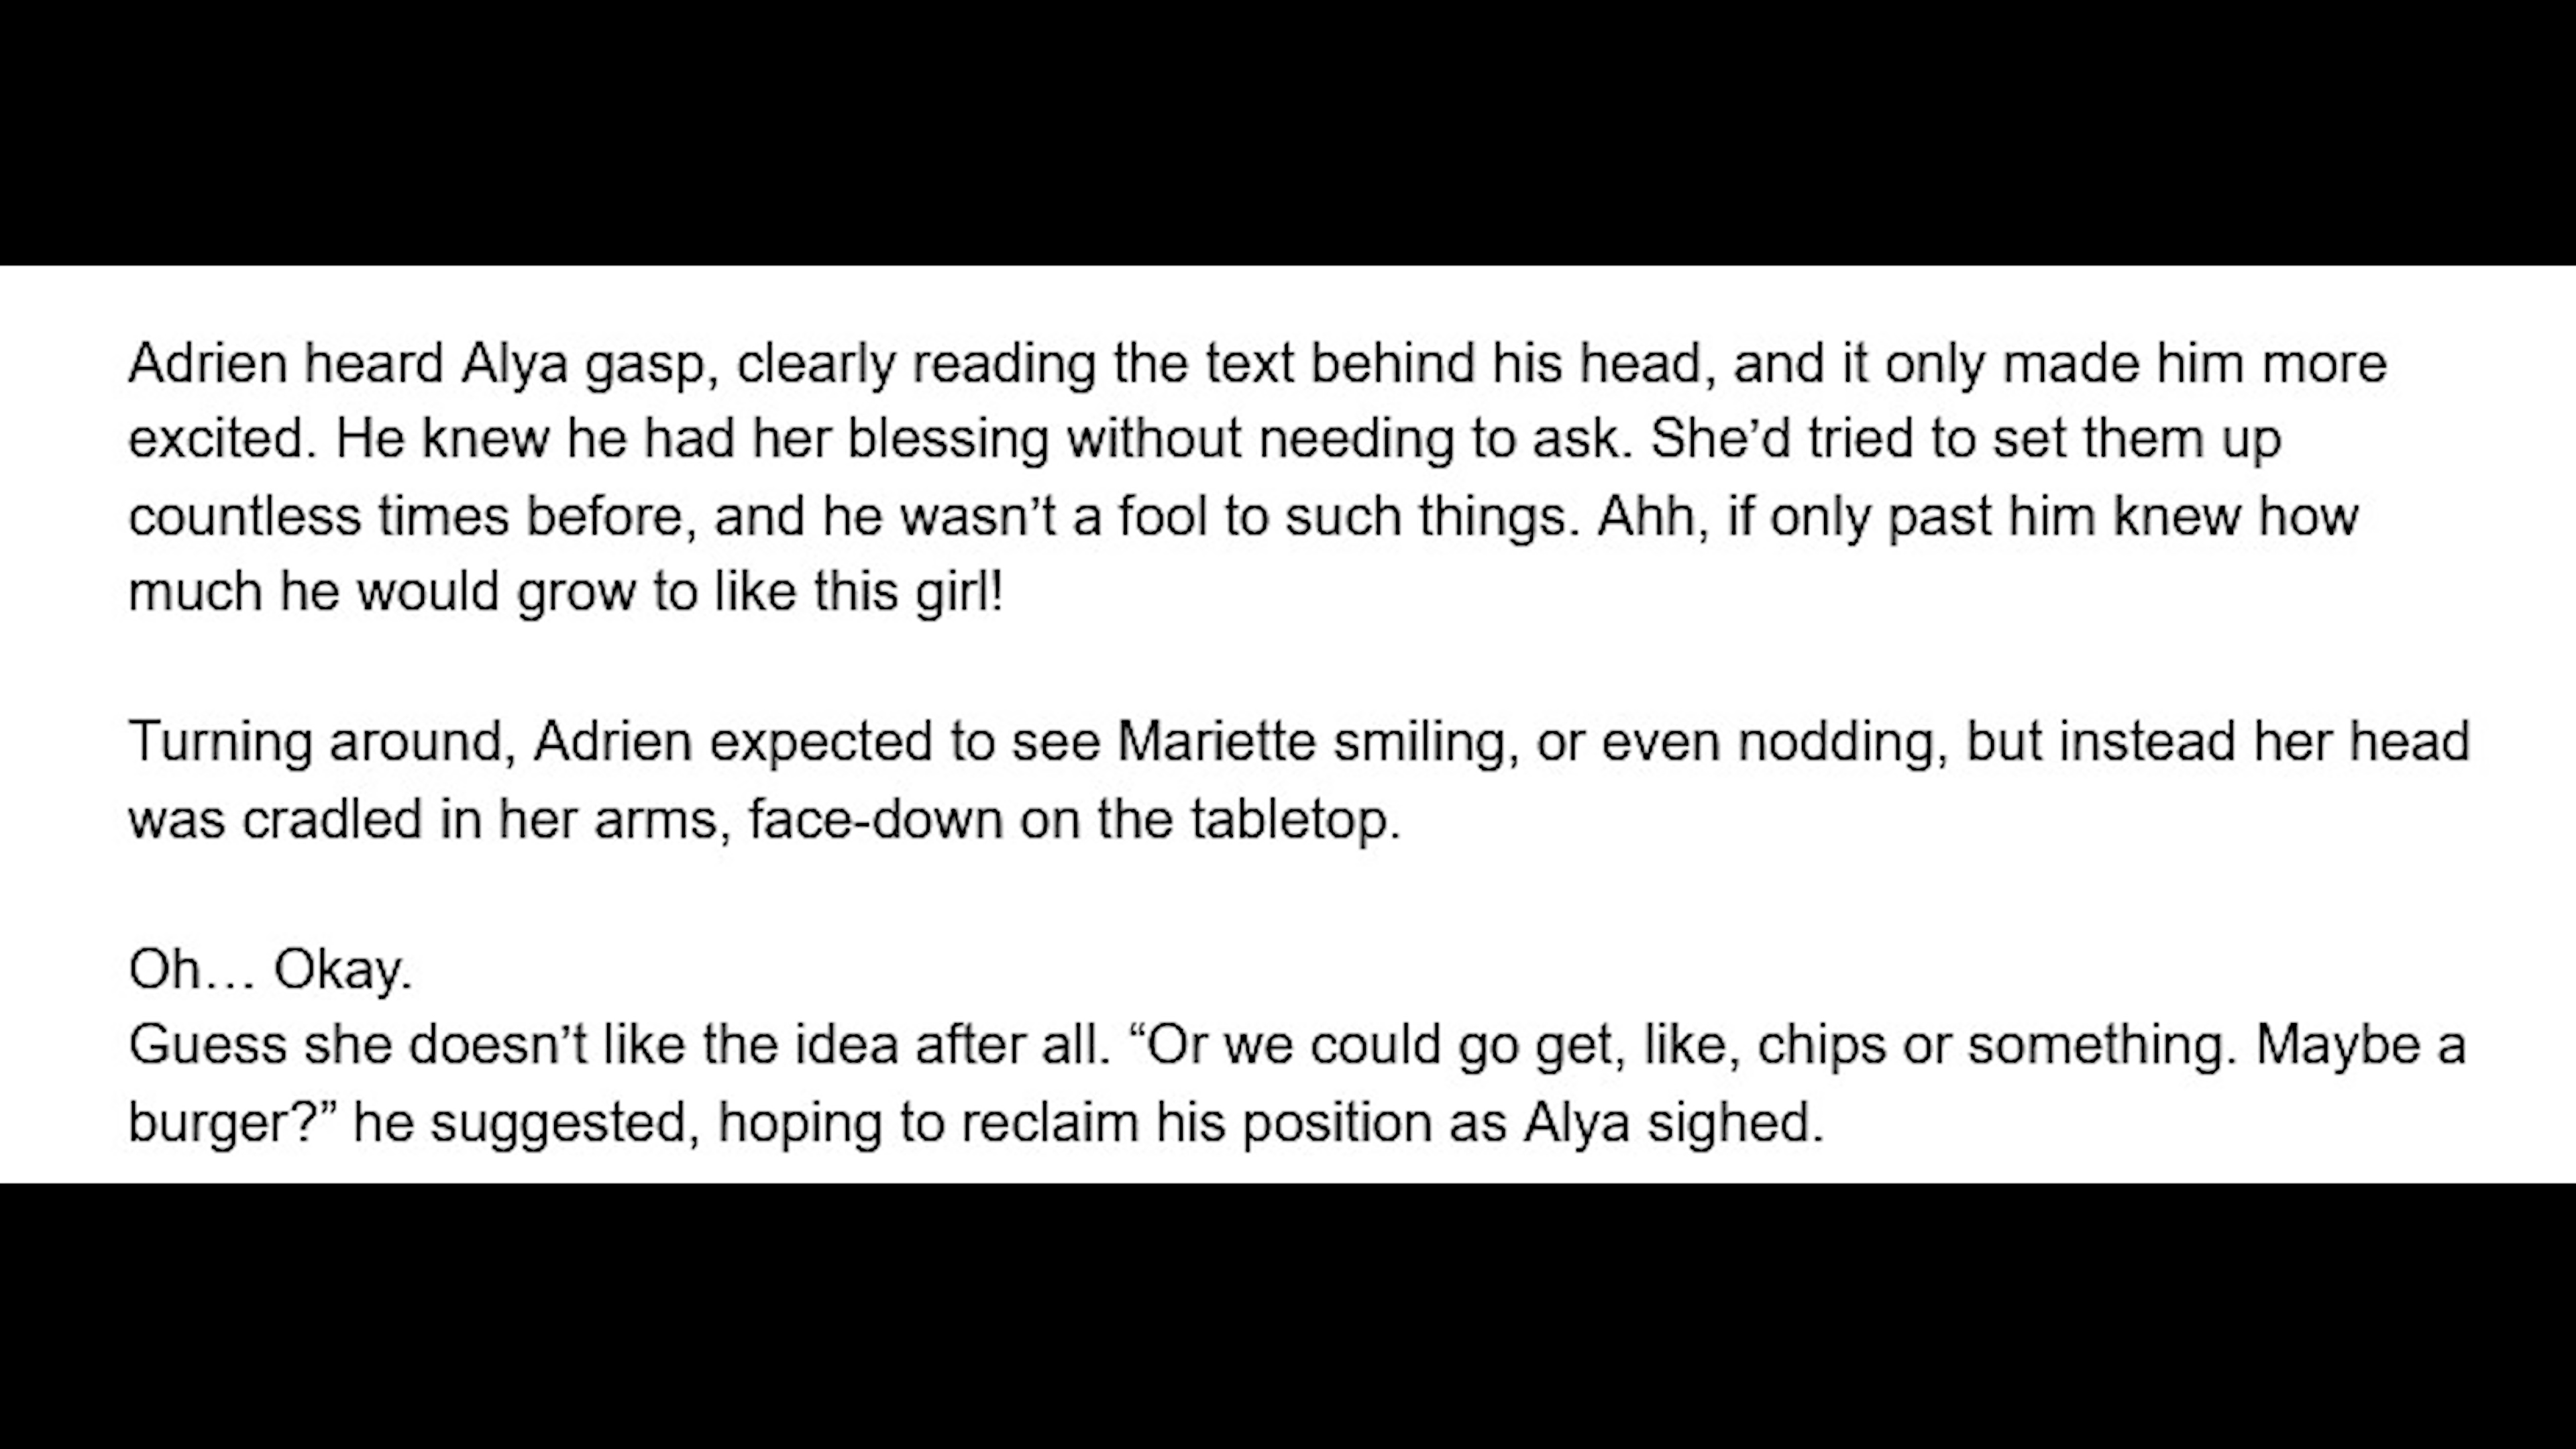 Adrien heard Alya gasp, clearly reading the text behind his head, and it only made him more
excited. He knew he had her blessing without needing to ask. She’d tried to set them up
countless times before, and he wasn’t a fool to such things. Ahh, if only past him knew how
much he would grow to like this girl!
Turning around, Adrien expected to see Mariette smiling, or even nodding, but instead her head
was cradled in her arms, face-down on the tabletop.
Oh… Okay.
Guess she doesn’t like the idea after all. “Or we could go get, like, chips or something. Maybe a
burger?” he suggested, hoping to reclaim his position as Alya sighed.